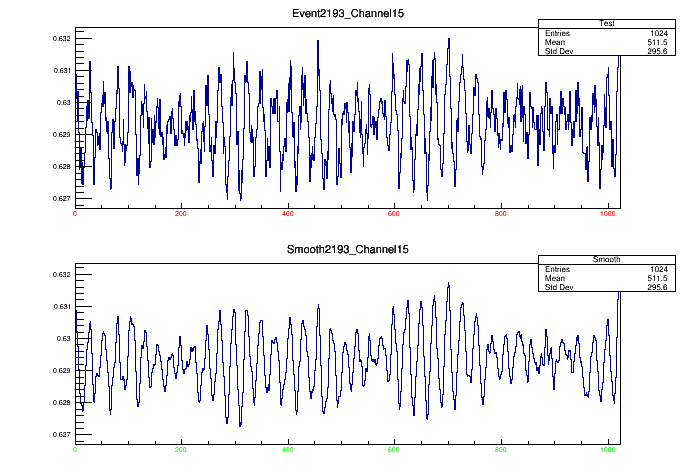 Event2193_Channel15
Test
Entries 1024
Mean 511.5
Std Dev 295.6
0.632
0.631
0.63
0.629
0.628
0.627
0 200 400 600 800 1000
Smooth2193_Channel15
Smooth
Entries 1024
Mean 511.5
Std Dev 295.6
0.632
0.631
0.63
0.629
0.628
0.627
0 200 400 600 800 1000